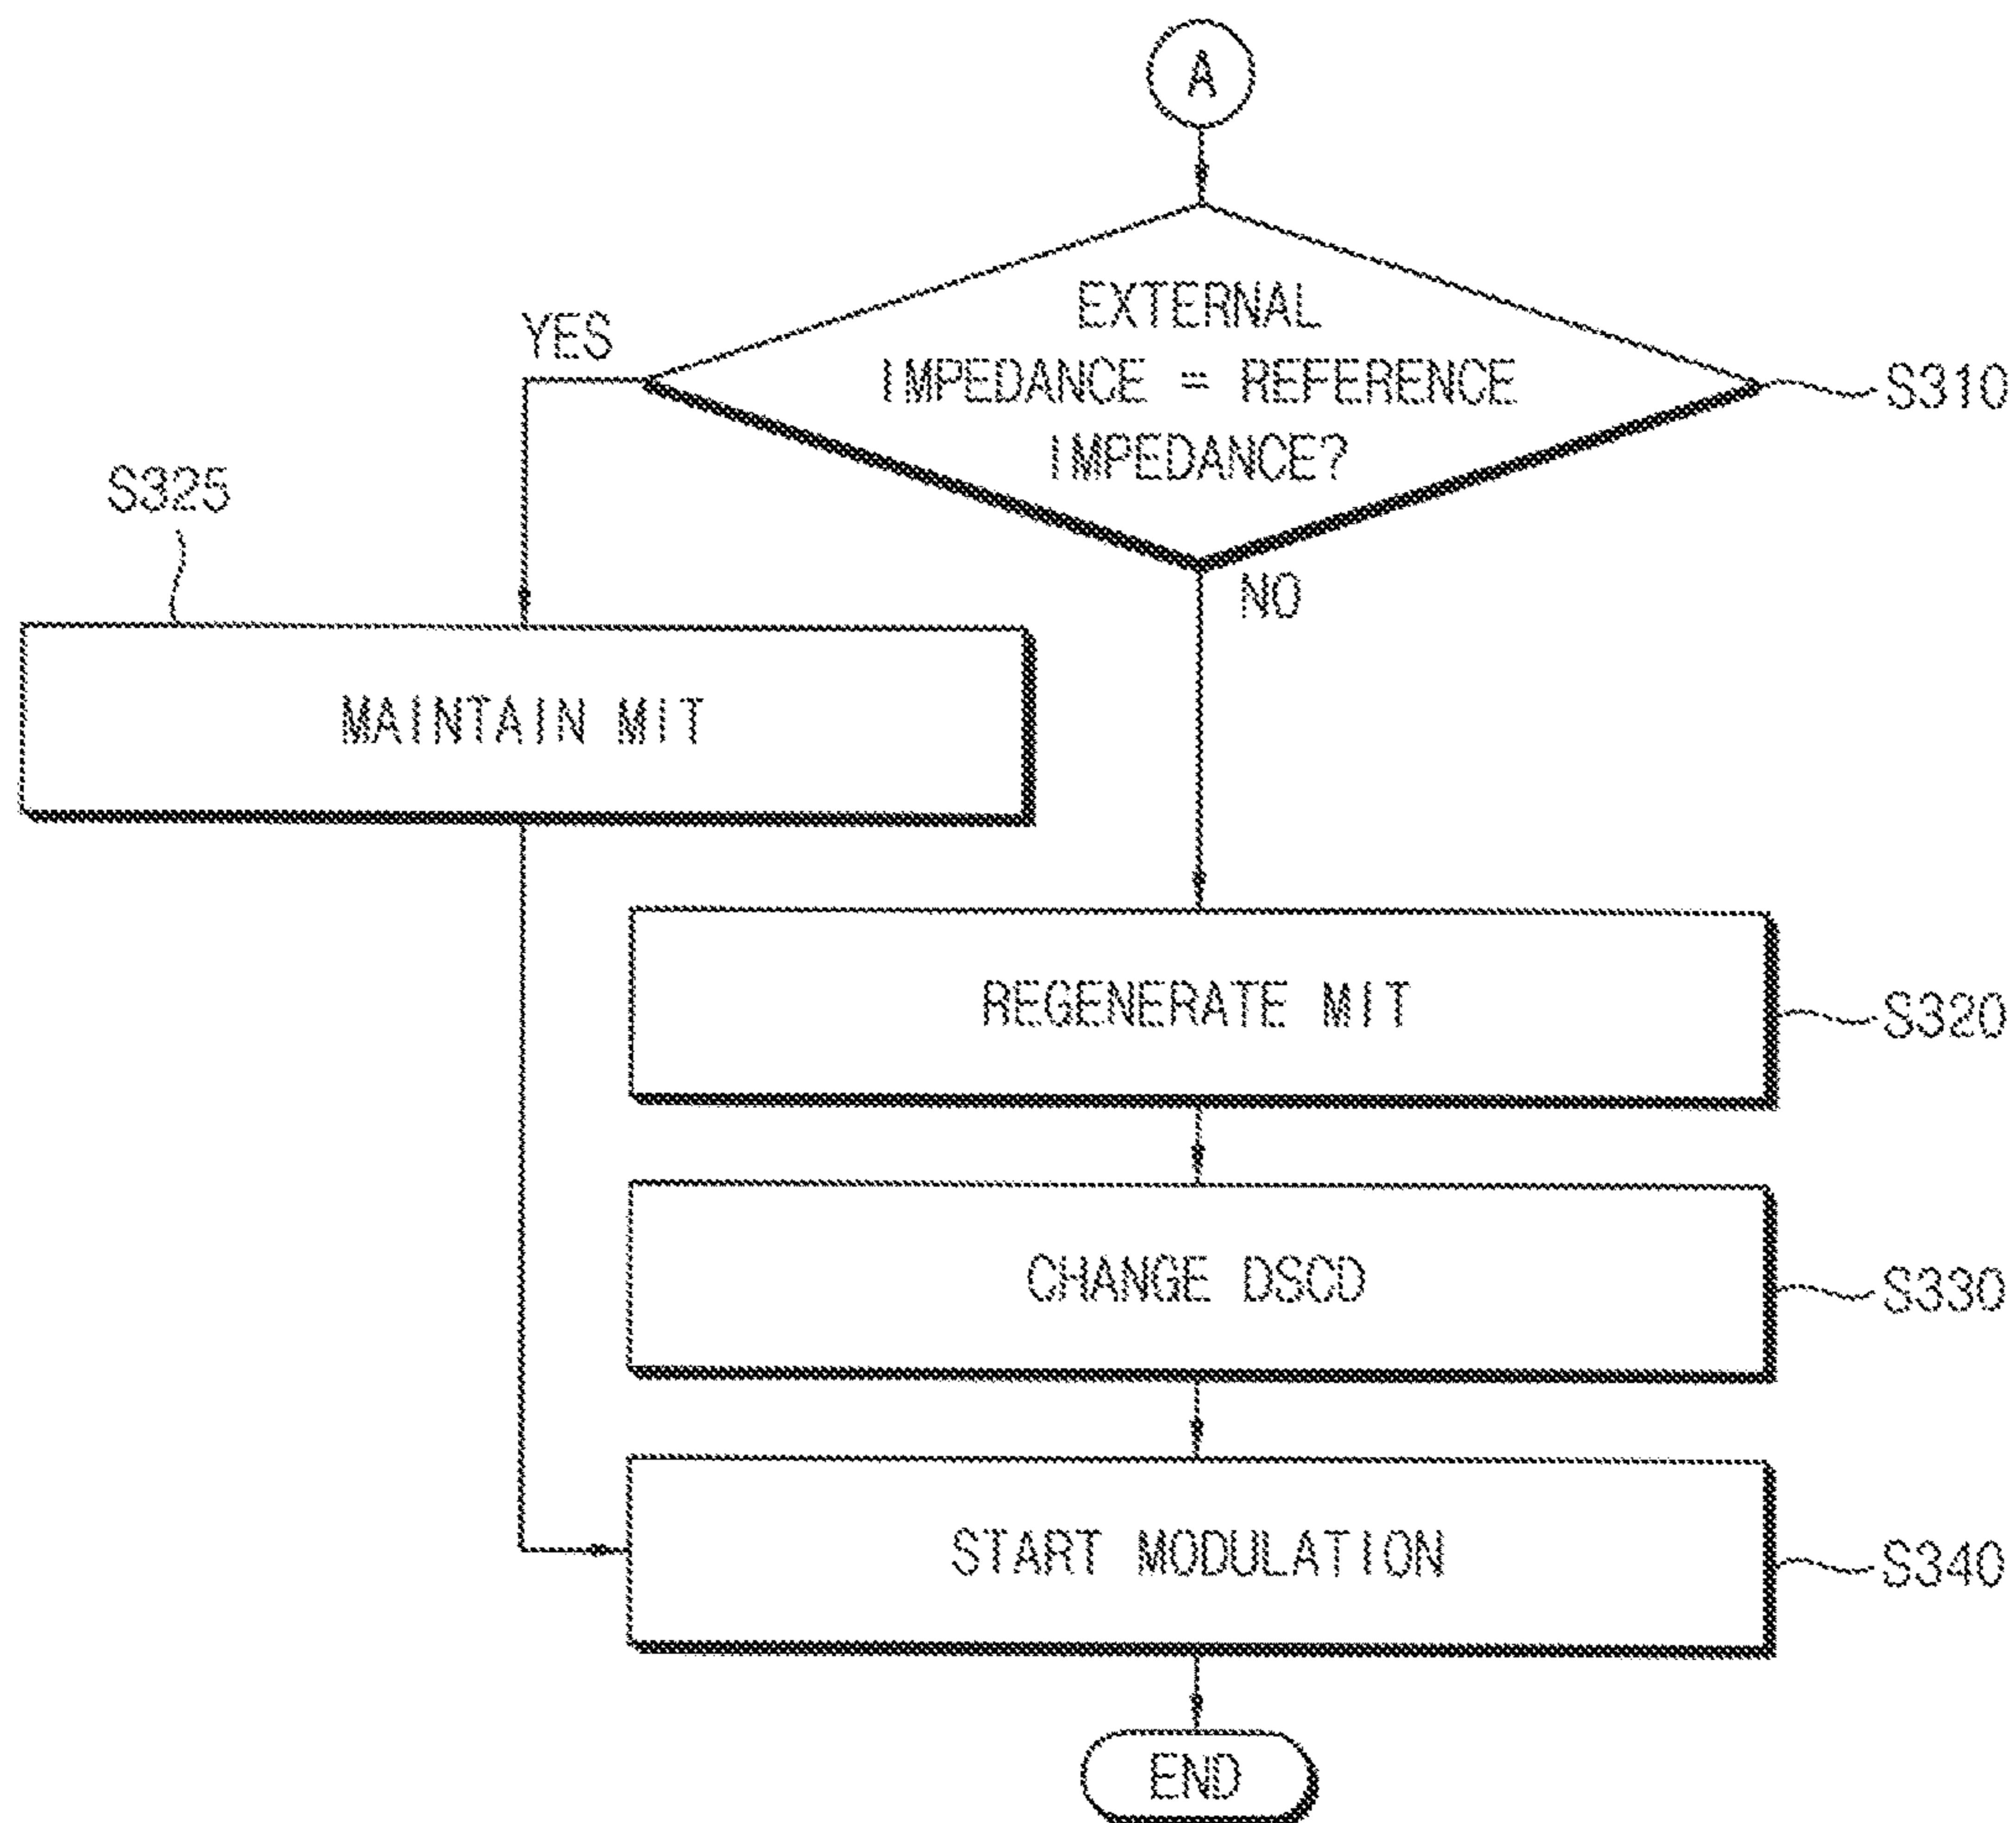 A
EXTERNAL
IMPEDANCE = REFERENCE
IMPEDANCE?
YES
S310
S325
NO
MAINTAIN MIT
REGENERATE MIT
S320
CHANGE DSCD
S330
START MODULATION
S340
END